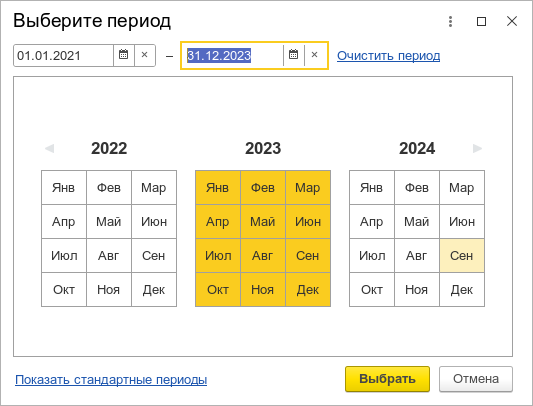 Выберите период
01.01.2021 – 31.12.2023 Очистить период
2022 2023 2024
Янв Фев Мар Янв Фев Мар Янв Фев Мар
Апр Май Июн Апр Май Июн Апр Май Июн
Июл Авг Сен Июл Авг Сен Июл Авг Сен
Окт Ноя Дек Окт Ноя Дек Окт Ноя Дек
Показать стандартные периоды Выбрать Отмена